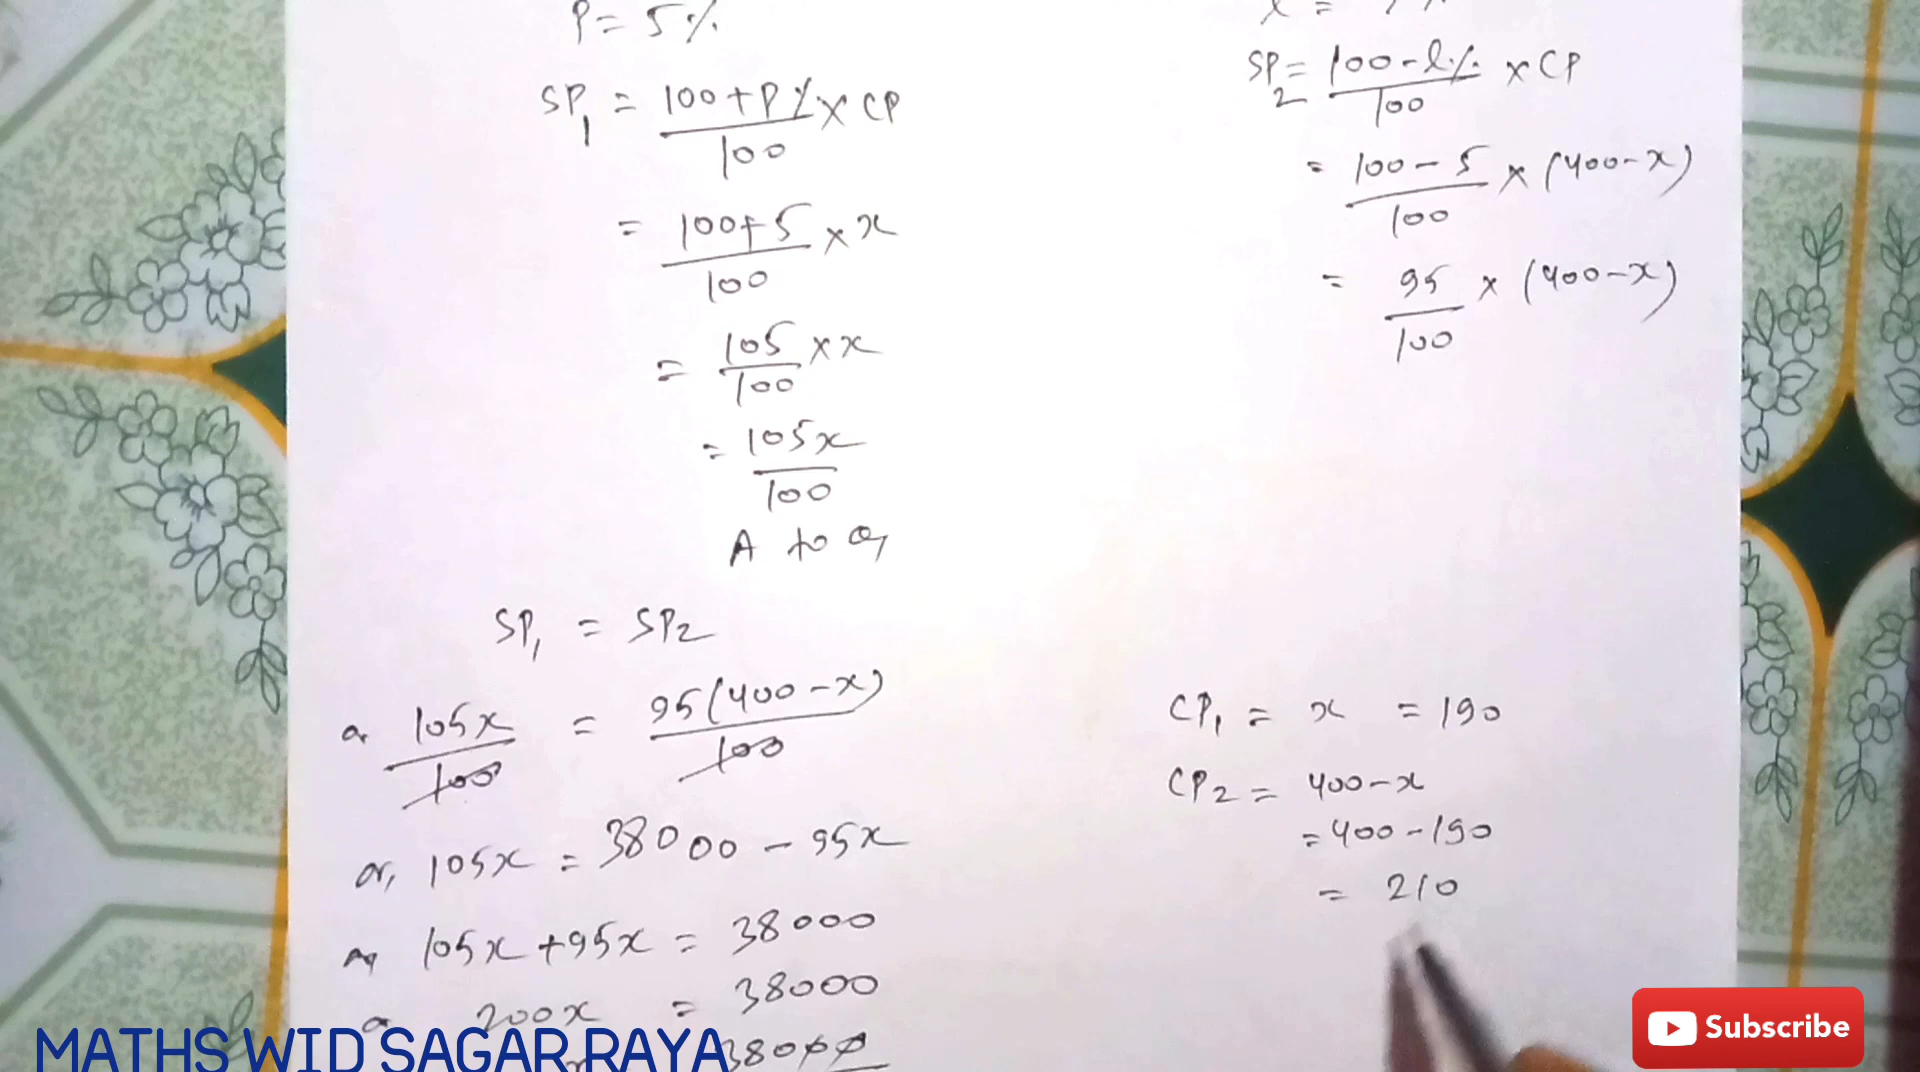 P = 5%
SP1 = 100+P%/100 × CP
= 100+5/100 × x
= 105/100 × x
= 105x/100
A to Q,
SP1 = SP2
or 105x/100 = 95(400-x)/100
or, 105x = 38000 - 95x
or 105x + 95x = 38000
or 200x = 38000
3800
SP2 = 100-l%/100 × CP
= 100-5/100 × (400-x)
= 95/100 × (400-x)
CP1 = x = 190
CP2 = 400-x
= 400-190
= 210
MATHS WID SAGAR RAYA
Subscribe